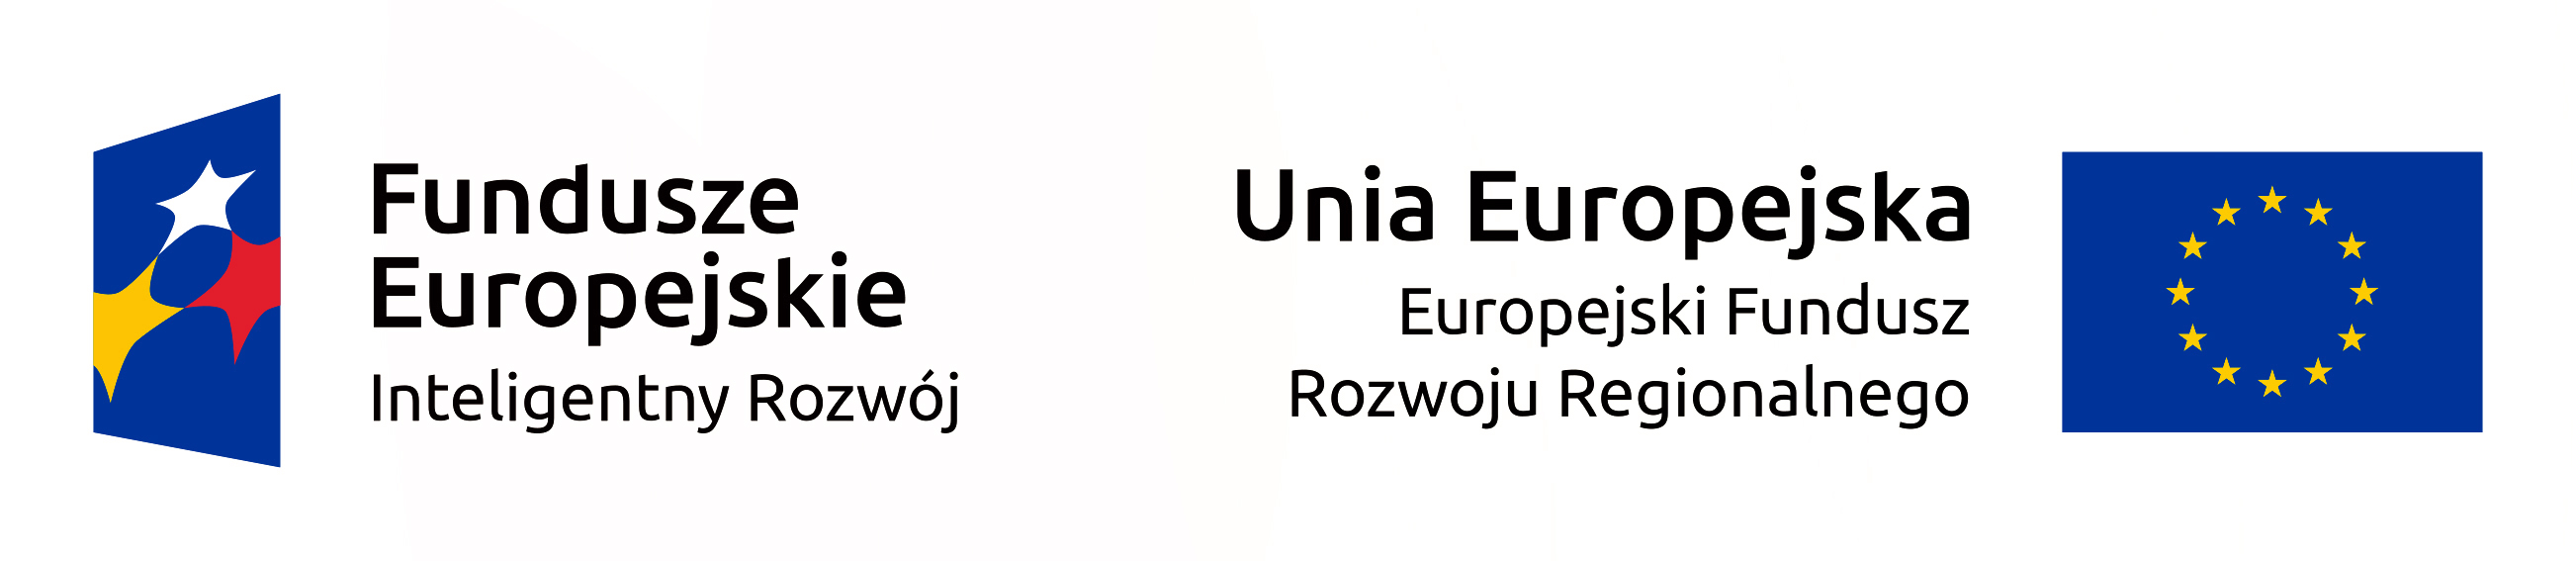 Fundusze
Europejskie
Inteligentny Rozwój
Unia Europejska
Europejski Fundusz
Rozwoju Regionalnego